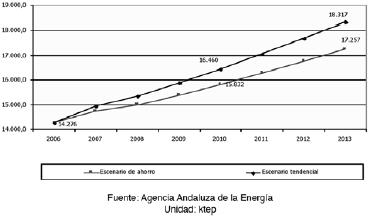 19.000,0
18.317
18.000,0
17.257
17.000,0
16.460
16.000,0
15.832
15.000,0
14.276
14.000,0
2006 2007 2008 2009 2010 2011 2012 2013
Escenario de ahorro Escenario tendencial
Fuente: Agencia Andaluza de la Energía
Unidad: ktep